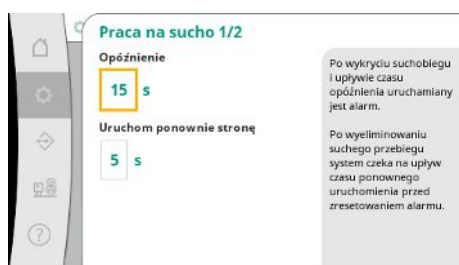 Praca na sucho 1/2
Opóźnienie
15 s
Uruchom ponownie stronę
5 s
Po wykryciu suchobiegu
i upływie czasu
opóźnienia uruchamiany
jest alarm.
Po wyeliminowaniu
suchego przebiegu
system czeka na upływ
czasu ponownego
uruchomienia przed
zresetowaniem alarmu.